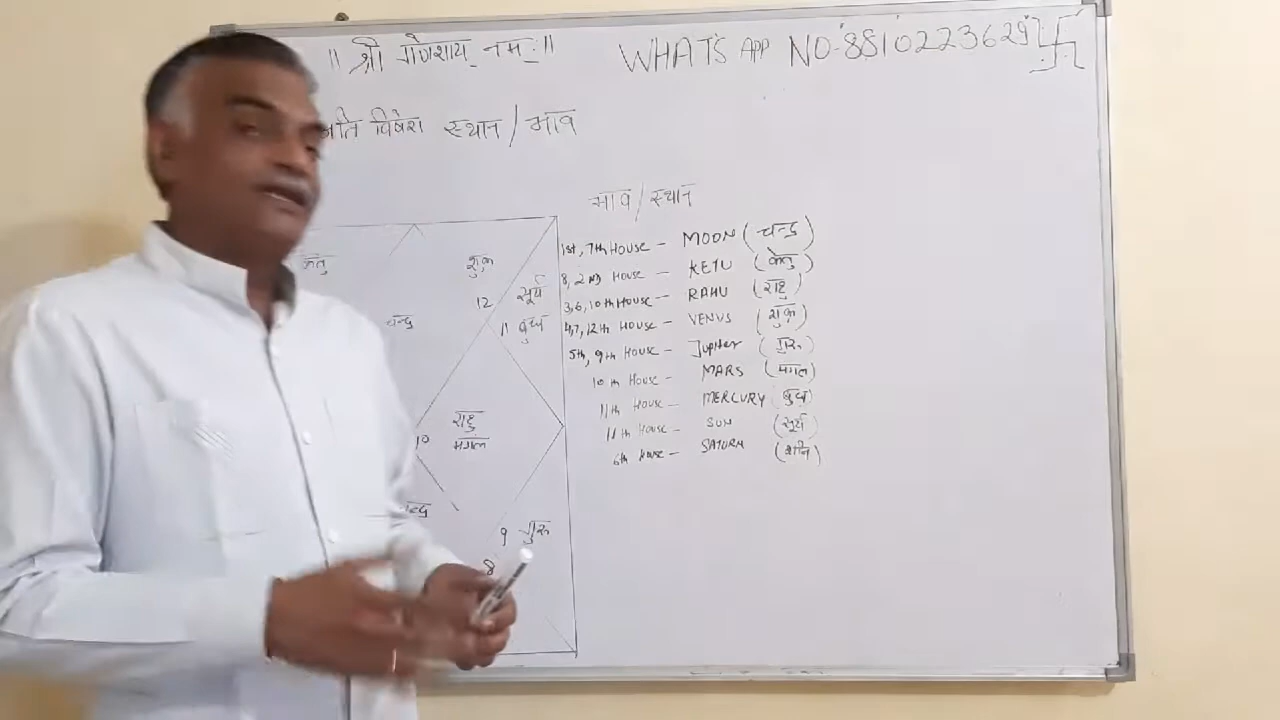 ॥ श्री गणेशाय नमः ॥
WHAT'S APP NO-8810223629
विशेष स्थान / भाव
भाव / स्थान
1st, 7th House - MOON (चन्द्र)
8, 2nd House - KETU (केतु)
3,6,10th House - RAHU (राहु)
4,7,12th House - VENUS (शुक्र)
5th, 9th House - Jupiter (गुरु)
10th House - MARS (मंगल)
11th House - MERCURY (बुध)
11th House - SUN (सूर्य)
6th House - SATURN (शनि)
केतु
शुक्र
12
सूर्य
11 बुध
चन्द्र
राहु
10 मंगल
9 गुरु
8